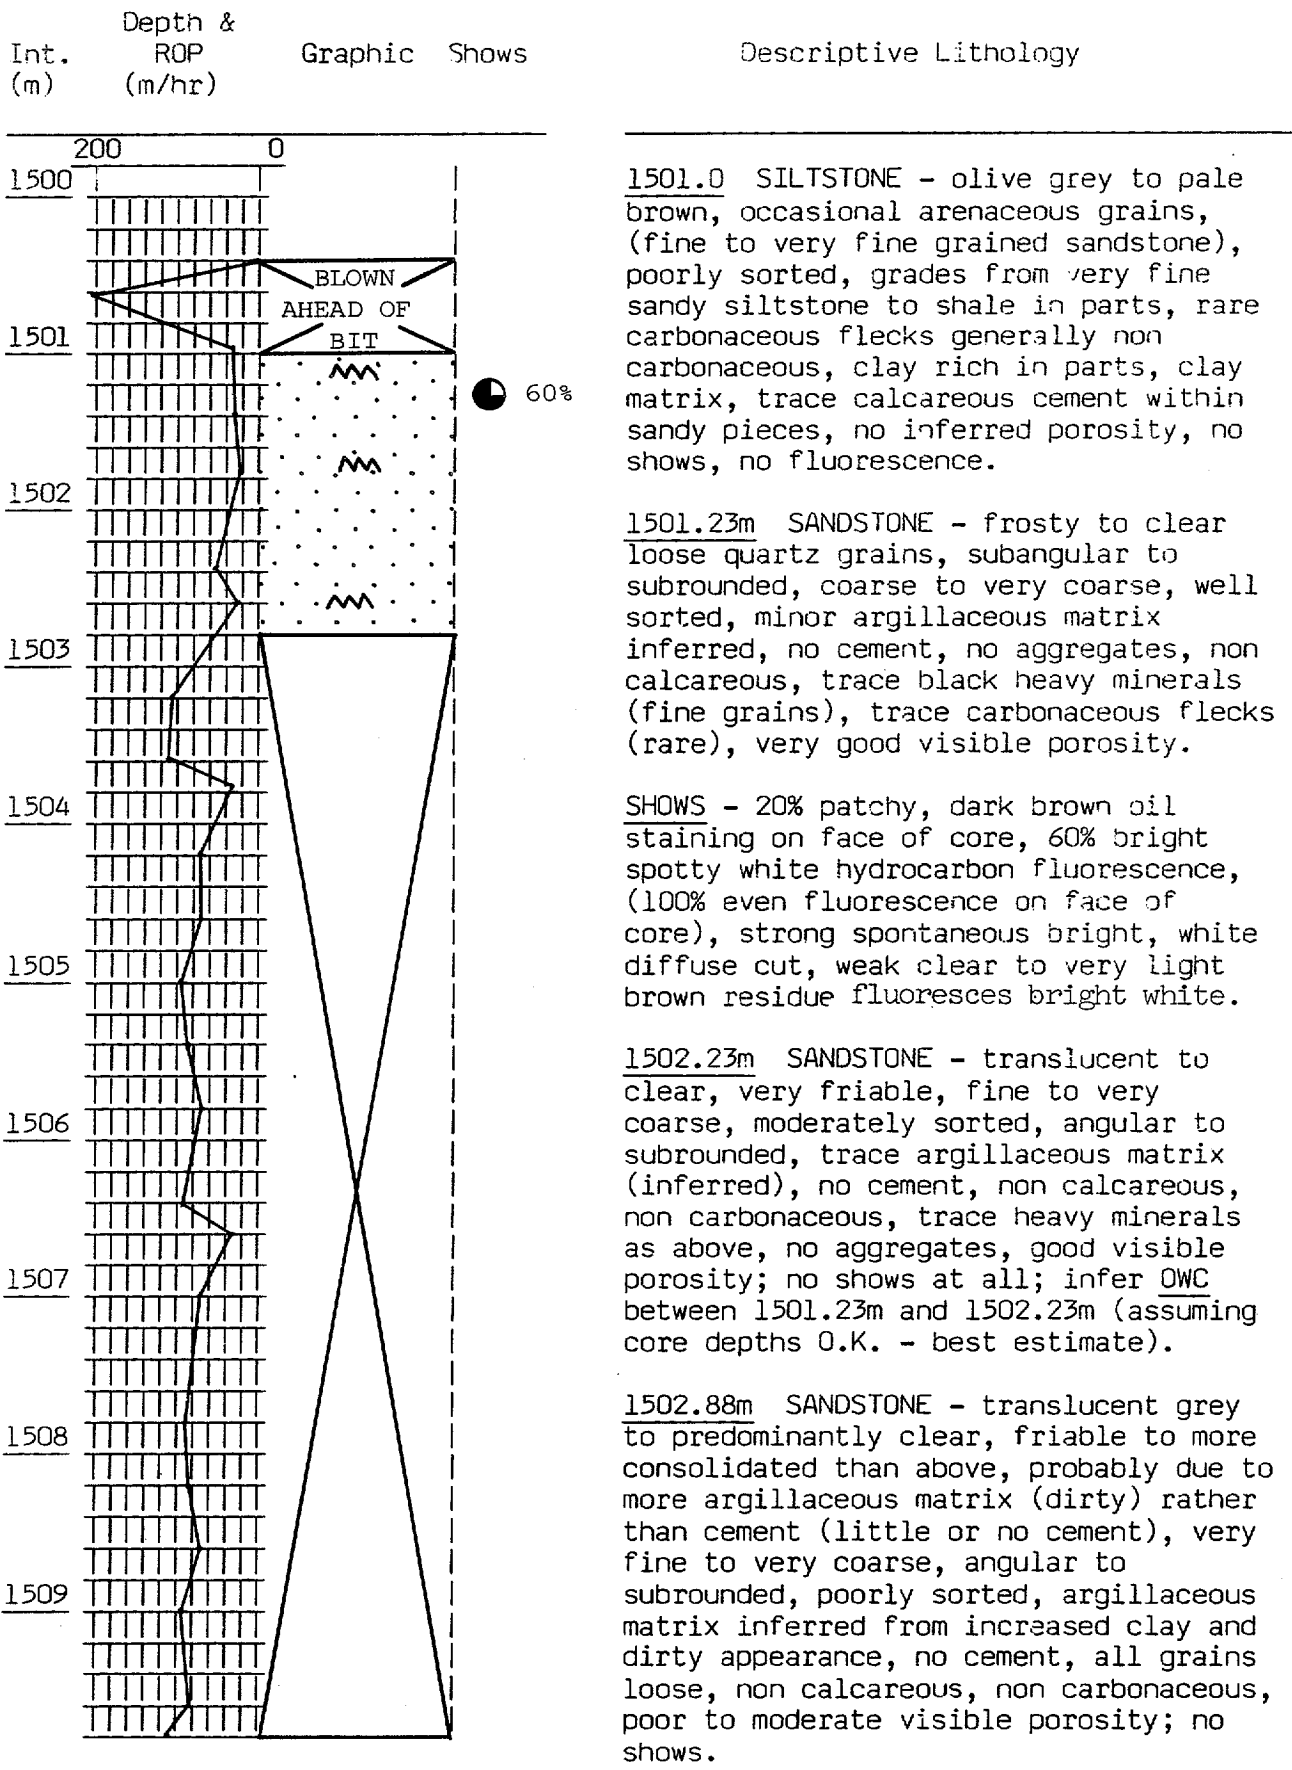 Depth &
Int. ROP Graphic Shows Descriptive Lithology
(m) (m/hr)
200 0
1500
BLOWN
AHEAD OF
BIT
1501
60%
1502
1503
1504
1505
1506
1507
1508
1509
1501.0 SILTSTONE - olive grey to pale
brown, occasional arenaceous grains,
(fine to very fine grained sandstone),
poorly sorted, grades from very fine
sandy siltstone to shale in parts, rare
carbonaceous flecks generally non
carbonaceous, clay rich in parts, clay
matrix, trace calcareous cement within
sandy pieces, no inferred porosity, no
shows, no fluorescence.
1501.23m SANDSTONE - frosty to clear
loose quartz grains, subangular to
subrounded, coarse to very coarse, well
sorted, minor argillaceous matrix
inferred, no cement, no aggregates, non
calcareous, trace black heavy minerals
(fine grains), trace carbonaceous flecks
(rare), very good visible porosity.
SHOWS - 20% patchy, dark brown oil
staining on face of core, 60% bright
spotty white hydrocarbon fluorescence,
(100% even fluorescence on face of
core), strong spontaneous bright, white
diffuse cut, weak clear to very light
brown residue fluoresces bright white.
1502.23m SANDSTONE - translucent to
clear, very friable, fine to very
coarse, moderately sorted, angular to
subrounded, trace argillaceous matrix
(inferred), no cement, non calcareous,
non carbonaceous, trace heavy minerals
as above, no aggregates, good visible
porosity; no shows at all; infer OWC
between 1501.23m and 1502.23m (assuming
core depths O.K. - best estimate).
1502.88m SANDSTONE - translucent grey
to predominantly clear, friable to more
consolidated than above, probably due to
more argillaceous matrix (dirty) rather
than cement (little or no cement), very
fine to very coarse, angular to
subrounded, poorly sorted, argillaceous
matrix inferred from increased clay and
dirty appearance, no cement, all grains
loose, non calcareous, non carbonaceous,
poor to moderate visible porosity; no
shows.